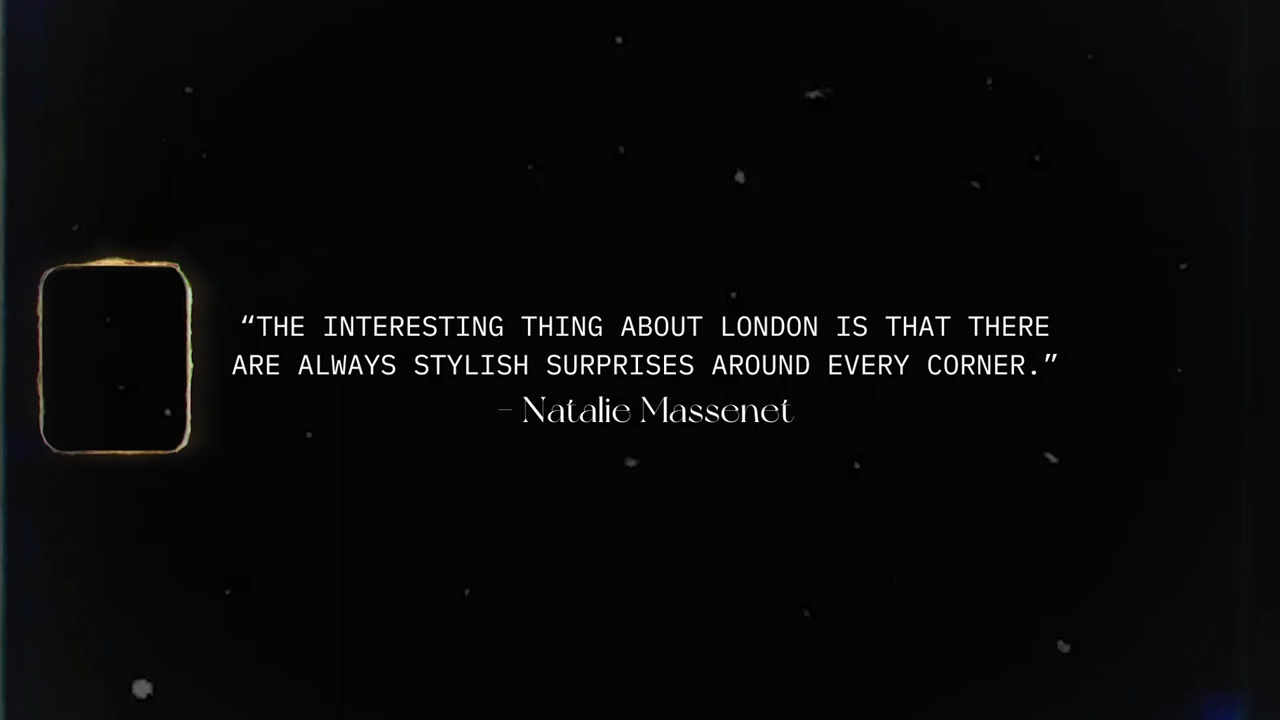 “THE INTERESTING THING ABOUT LONDON IS THAT THERE
ARE ALWAYS STYLISH SURPRISES AROUND EVERY CORNER.”
– Natalie Massenet